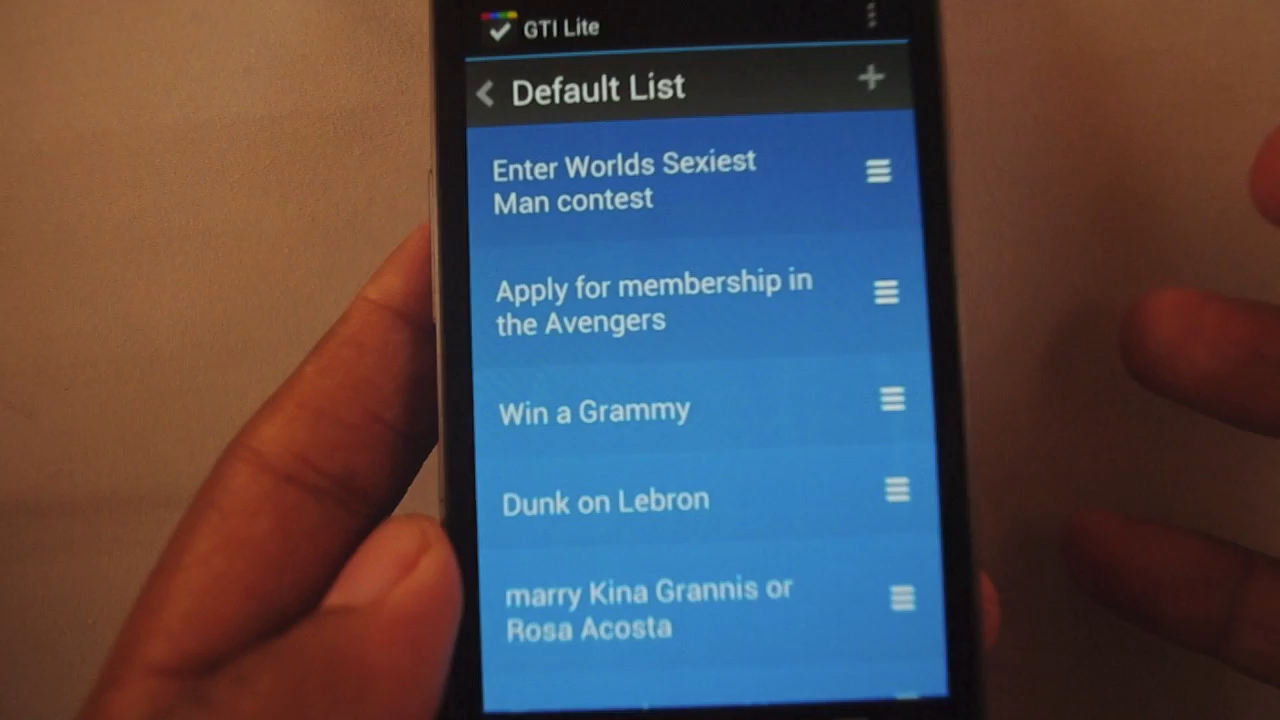 GTI Lite
Default List
Enter Worlds Sexiest
Man contest
Apply for membership in
the Avengers
Win a Grammy
Dunk on Lebron
marry Kina Grannis or
Rosa Acosta